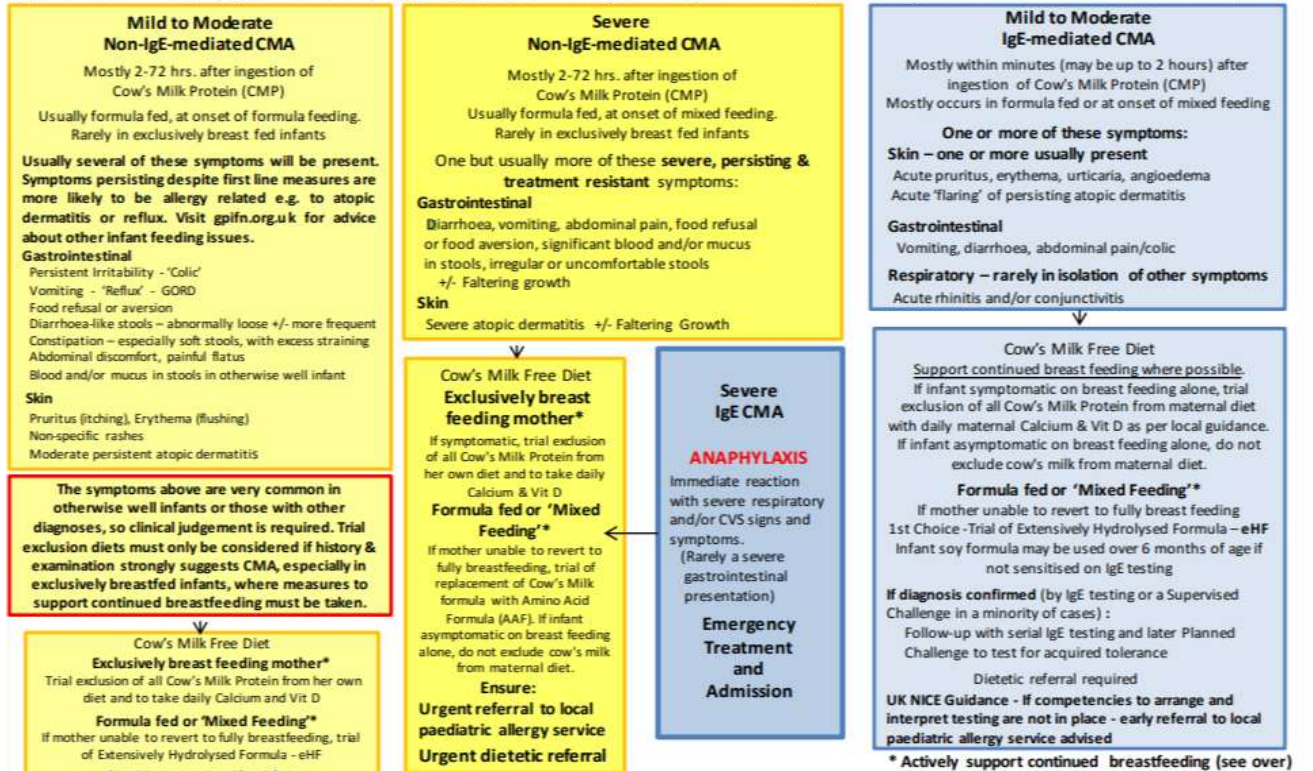 Mild to Moderate
Non-IgE-mediated CMA
Mostly 2-72 hrs. after ingestion of
Cow's Milk Protein (CMP)
Usually formula fed, at onset of formula feeding.
Rarely in exclusively breast fed infants
Usually several of these symptoms will be present.
Symptoms persisting despite first line measures are
more likely to be allergy related e.g. to atopic
dermatitis or reflux. Visit gpifn.org.uk for advice
about other infant feeding issues.
Gastrointestinal
Persistent Irritability - 'Colic'
Vomiting - 'Reflux' - GORD
Food refusal or aversion
Diarrhoea-like stools – abnormally loose +/- more frequent
Constipation – especially soft stools, with excess straining
Abdominal discomfort, painful flatus
Blood and/or mucus in stools in otherwise well infant
Skin
Pruritus (itching), Erythema (flushing)
Non-specific rashes
Moderate persistent atopic dermatitis
The symptoms above are very common in
otherwise well infants or those with other
diagnoses, so clinical judgement is required. Trial
exclusion diets must only be considered if history &
examination strongly suggests CMA, especially in
exclusively breastfed infants, where measures to
support continued breastfeeding must be taken.
Cow's Milk Free Diet
Exclusively breast feeding mother*
Trial exclusion of all Cow's Milk Protein from her own
diet and to take daily Calcium and Vit D
Formula fed or 'Mixed Feeding'*
If mother unable to revert to fully breastfeeding, trial
of Extensively Hydrolysed Formula - eHF
Severe
Non-IgE-mediated CMA
Mostly 2-72 hrs. after ingestion of
Cow's Milk Protein (CMP)
Usually formula fed, at onset of mixed feeding.
Rarely in exclusively breast fed infants
One but usually more of these severe, persisting &
treatment resistant symptoms:
Gastrointestinal
Diarrhoea, vomiting, abdominal pain, food refusal
or food aversion, significant blood and/or mucus
in stools, irregular or uncomfortable stools
+/- Faltering growth
Skin
Severe atopic dermatitis +/- Faltering Growth
Cow's Milk Free Diet
Exclusively breast
feeding mother*
If symptomatic, trial exclusion
of all Cow's Milk Protein from
her own diet and to take daily
Calcium & Vit D
Formula fed or 'Mixed
Feeding'*
If mother unable to revert to
fully breastfeeding, trial of
replacement of Cow's Milk
formula with Amino Acid
Formula (AAF). If infant
asymptomatic on breast feeding
alone, do not exclude cow's milk
from maternal diet.
Ensure:
Urgent referral to local
paediatric allergy service
Urgent dietetic referral
Severe
IgE CMA
ANAPHYLAXIS
Immediate reaction
with severe respiratory
and/or CVS signs and
symptoms.
(Rarely a severe
gastrointestinal
presentation)
Emergency
Treatment
and
Admission
Mild to Moderate
IgE-mediated CMA
Mostly within minutes (may be up to 2 hours) after
ingestion of Cow's Milk Protein (CMP)
Mostly occurs in formula fed or at onset of mixed feeding
One or more of these symptoms:
Skin – one or more usually present
Acute pruritus, erythema, urticaria, angioedema
Acute 'flaring' of persisting atopic dermatitis
Gastrointestinal
Vomiting, diarrhoea, abdominal pain/colic
Respiratory – rarely in isolation of other symptoms
Acute rhinitis and/or conjunctivitis
Cow's Milk Free Diet
Support continued breast feeding where possible.
If infant symptomatic on breast feeding alone, trial
exclusion of all Cow's Milk Protein from maternal diet
with daily maternal Calcium & Vit D as per local guidance.
If infant asymptomatic on breast feeding alone, do not
exclude cow's milk from maternal diet.
Formula fed or 'Mixed Feeding'*
If mother unable to revert to fully breast feeding
1st Choice -Trial of Extensively Hydrolysed Formula – eHF
Infant soy formula may be used over 6 months of age if
not sensitised on IgE testing
If diagnosis confirmed (by IgE testing or a Supervised
Challenge in a minority of cases) :
Follow-up with serial IgE testing and later Planned
Challenge to test for acquired tolerance
Dietetic referral required
UK NICE Guidance - If competencies to arrange and
interpret testing are not in place - early referral to local
paediatric allergy service advised
* Actively support continued breastfeeding (see over)